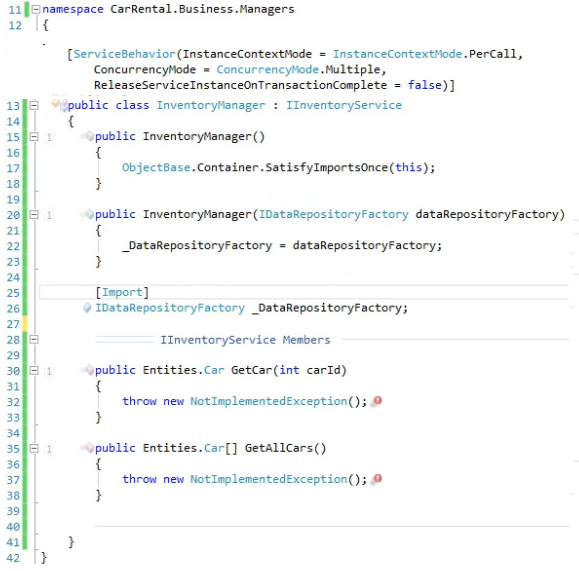 11 namespace CarRental.Business.Managers
12 {
.
[ServiceBehavior(InstanceContextMode = InstanceContextMode.PerCall,
ConcurrencyMode = ConcurrencyMode.Multiple,
ReleaseServiceInstanceOnTransactionComplete = false)]
13 public class InventoryManager : IInventoryService
14 {
15 1 public InventoryManager()
16 {
17 ObjectBase.Container.SatisfyImportsOnce(this);
18 }
19
20 1 public InventoryManager(IDataRepositoryFactory dataRepositoryFactory)
21 {
22 _DataRepositoryFactory = dataRepositoryFactory;
23 }
24
25 [Import]
26 IDataRepositoryFactory _DataRepositoryFactory;
27
28 IInventoryService Members
29
30 1 public Entities.Car GetCar(int carId)
31 {
32 throw new NotImplementedException();
33 }
34
35 1 public Entities.Car[] GetAllCars()
36 {
37 throw new NotImplementedException();
38 }
39
40
41 }
42 }